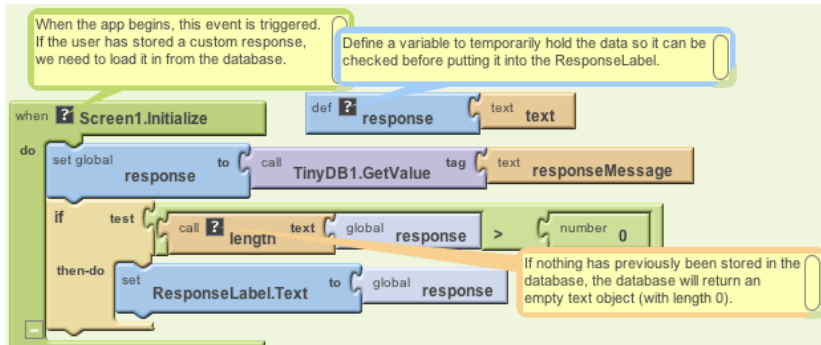 When the app begins, this event is triggered.
If the user has stored a custom response,
we need to load it in from the database.
Define a variable to temporarily hold the data so it can be
checked before putting it into the ResponseLabel.
when ? Screen1.Initialize
def ? response text text
do
set global response to call TinyDB1.GetValue tag text responseMessage
if test call ? length text global response > number 0
If nothing has previously been stored in the
database, the database will return an
empty text object (with length 0).
then-do set ResponseLabel.Text to global response